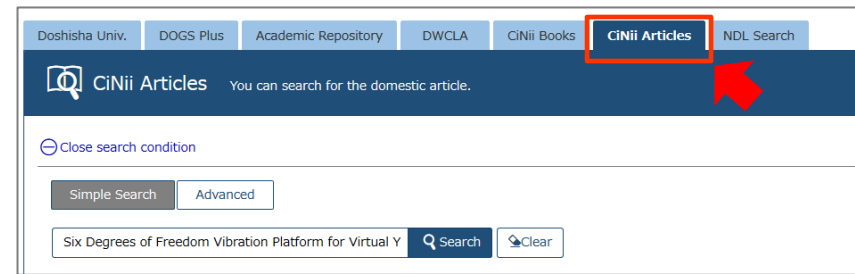 Doshisha Univ. DOGS Plus Academic Repository DWCLA CiNii Books CiNii Articles NDL Search
CiNii Articles You can search for the domestic article.
Close search condition
Simple Search Advanced
Six Degrees of Freedom Vibration Platform for Virtual Y Search Clear